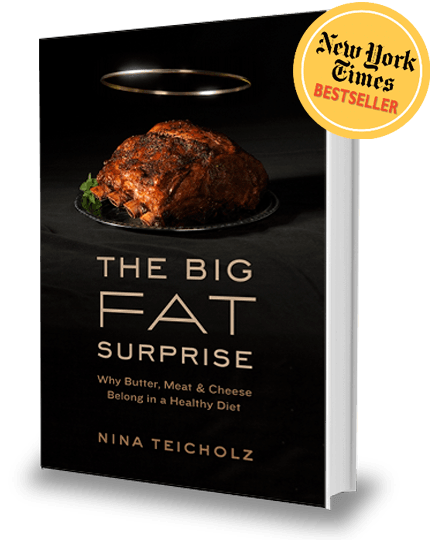 New York
Times
BESTSELLER
THE BIG
FAT
SURPRISE
Why Butter, Meat & Cheese
Belong in a Healthy Diet
NINA TEICHOLZ